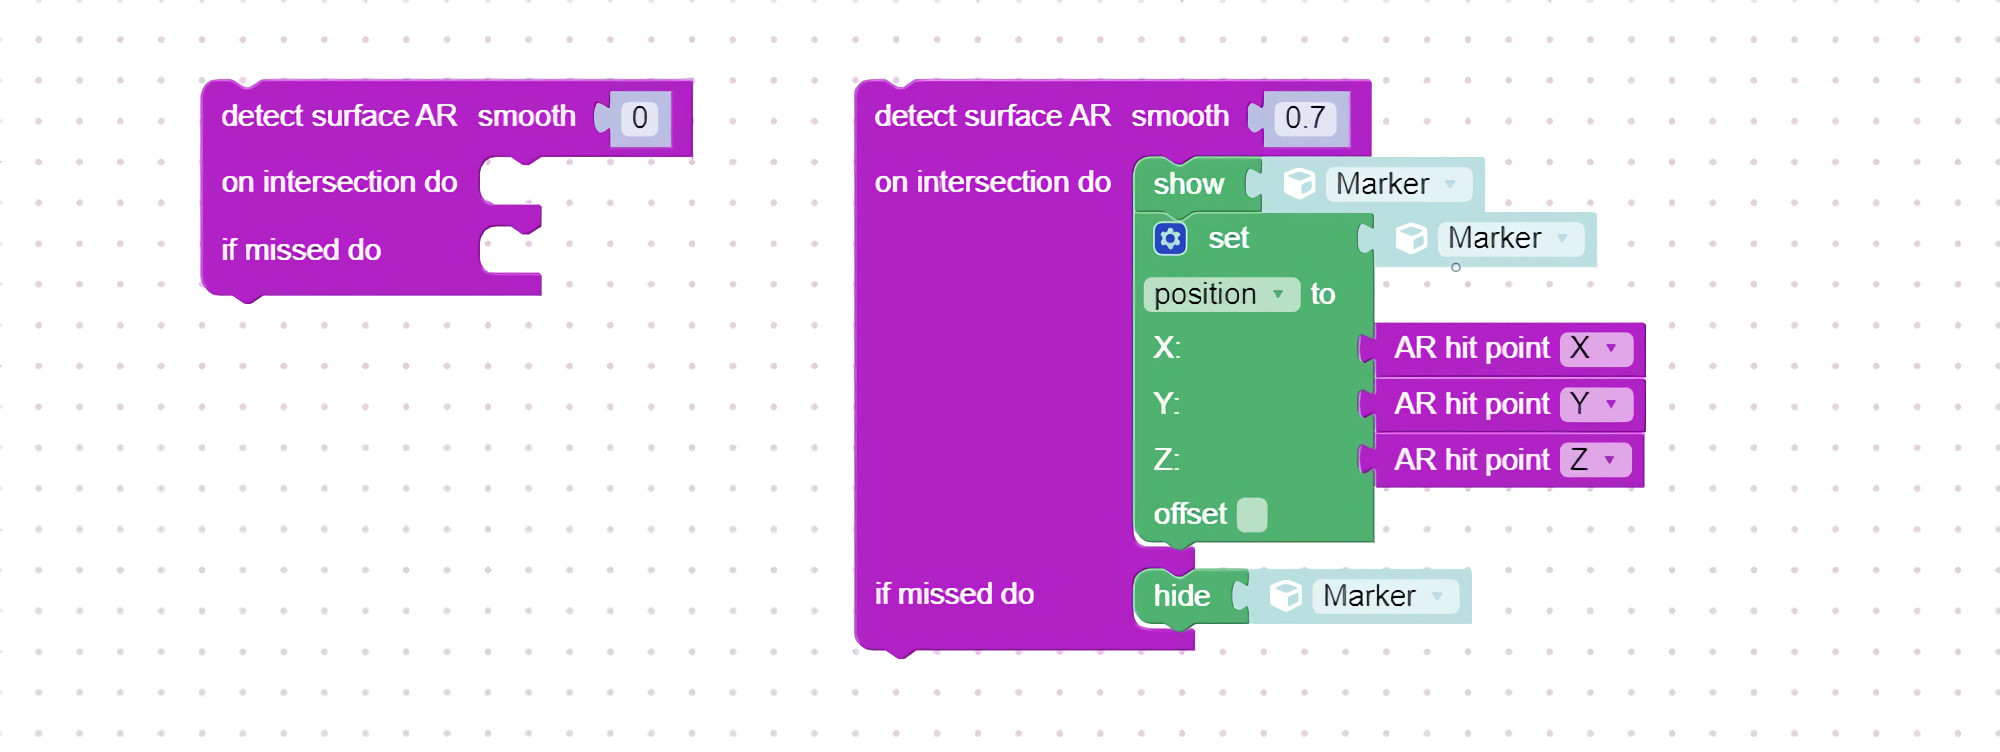 detect surface AR smooth 0
on intersection do
if missed do
detect surface AR smooth 0.7
on intersection do show Marker
set Marker
position to
X: AR hit point X
Y: AR hit point Y
Z: AR hit point Z
offset
if missed do hide Marker